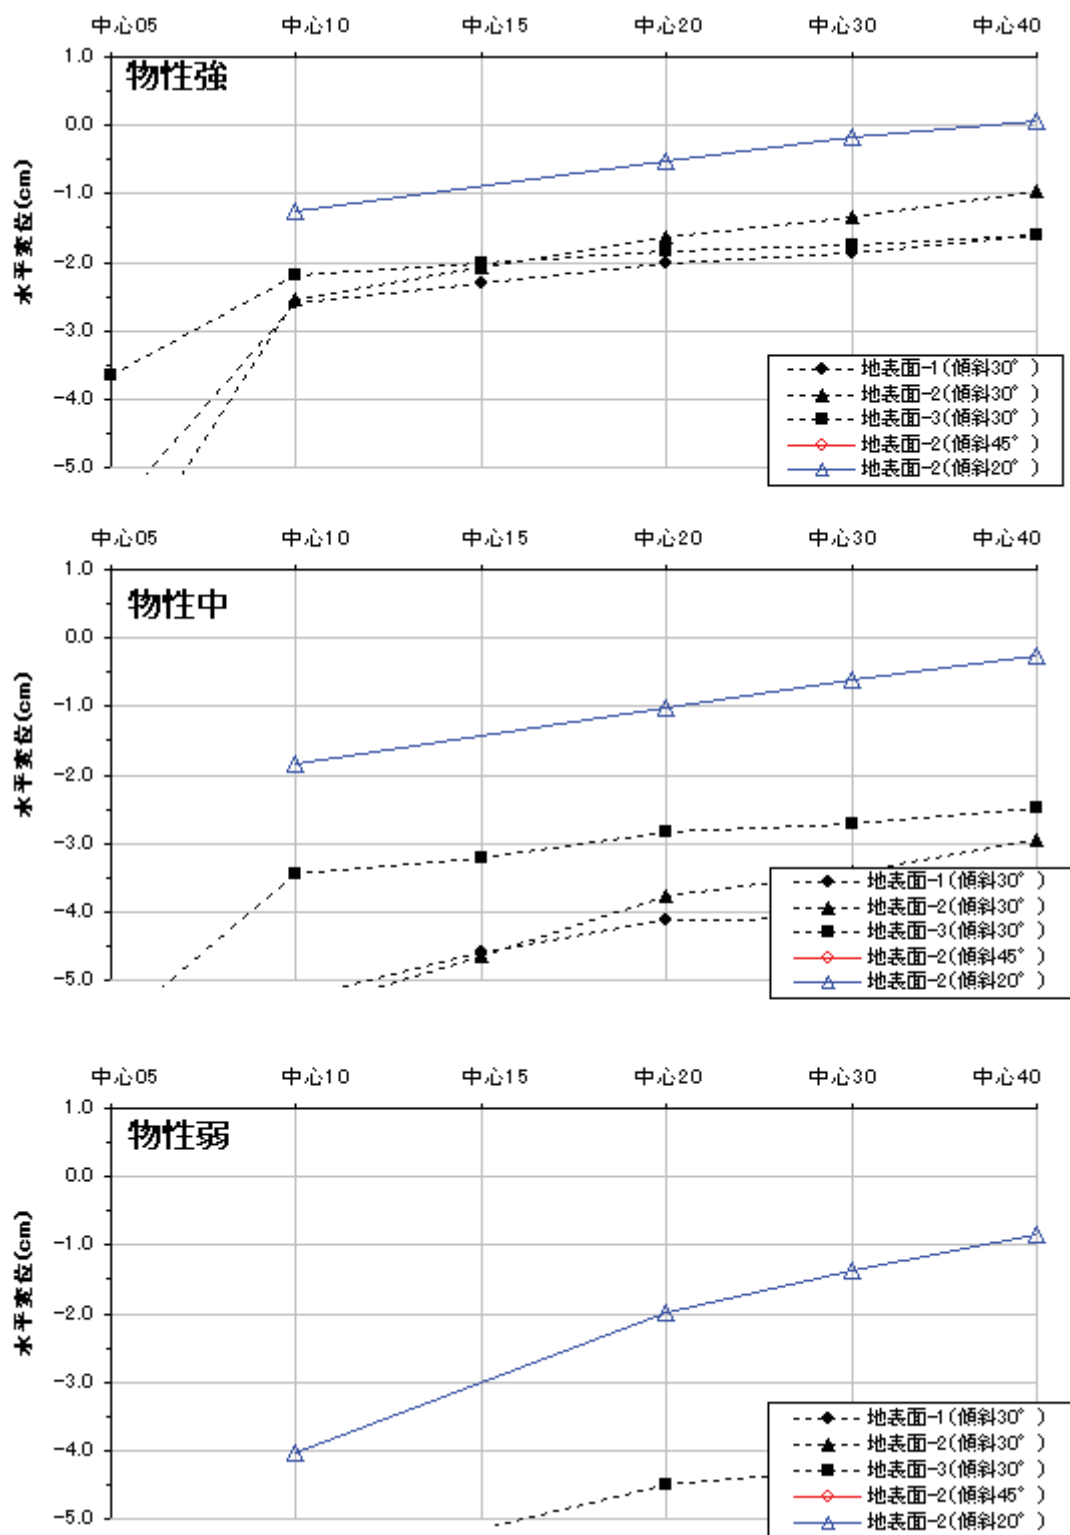 中心05 中心10 中心15 中心20 中心30 中心40
1.0
物性強
0.0
-1.0
-2.0
-3.0
-4.0
-5.0
水平変位(cm)
地表面-1(傾斜30°)
地表面-2(傾斜30°)
地表面-3(傾斜30°)
地表面-2(傾斜45°)
地表面-2(傾斜20°)
中心05 中心10 中心15 中心20 中心30 中心40
1.0
物性中
0.0
-1.0
-2.0
-3.0
-4.0
-5.0
水平変位(cm)
地表面-1(傾斜30°)
地表面-2(傾斜30°)
地表面-3(傾斜30°)
地表面-2(傾斜45°)
地表面-2(傾斜20°)
中心05 中心10 中心15 中心20 中心30 中心40
1.0
物性弱
0.0
-1.0
-2.0
-3.0
-4.0
-5.0
水平変位(cm)
地表面-1(傾斜30°)
地表面-2(傾斜30°)
地表面-3(傾斜30°)
地表面-2(傾斜45°)
地表面-2(傾斜20°)